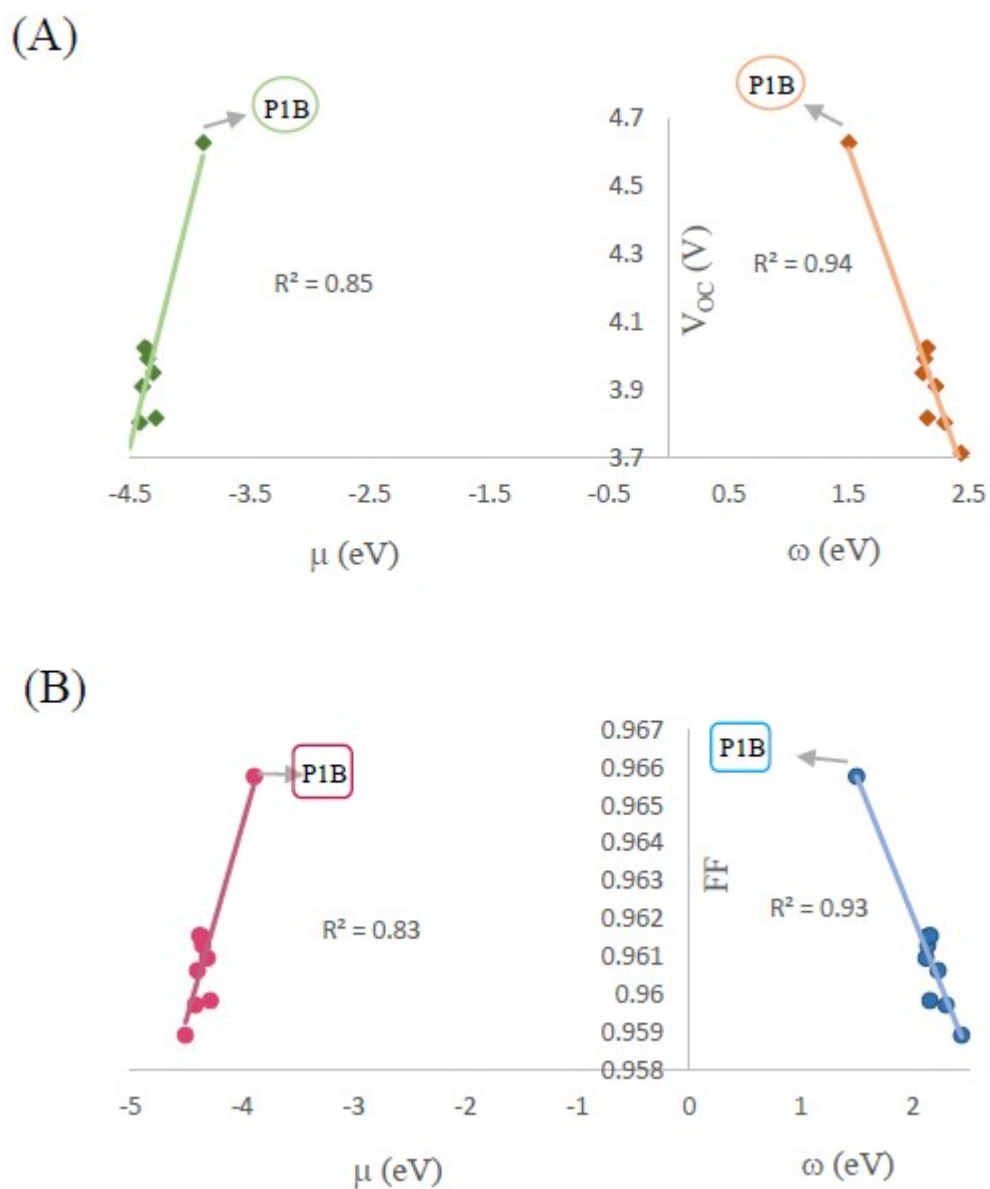 (A)
P1B
P1B
4.7
4.5
4.3
4.1
3.9
3.7
V_OC (V)
R² = 0.85
R² = 0.94
-4.5
-3.5
-2.5
-1.5
-0.5
0.5
1.5
2.5
μ (eV)
ω (eV)
(B)
P1B
P1B
0.967
0.966
0.965
0.964
0.963
0.962
0.961
0.96
0.959
0.958
FF
R² = 0.83
R² = 0.93
-5
-4
-3
-2
-1
0
1
2
μ (eV)
ω (eV)